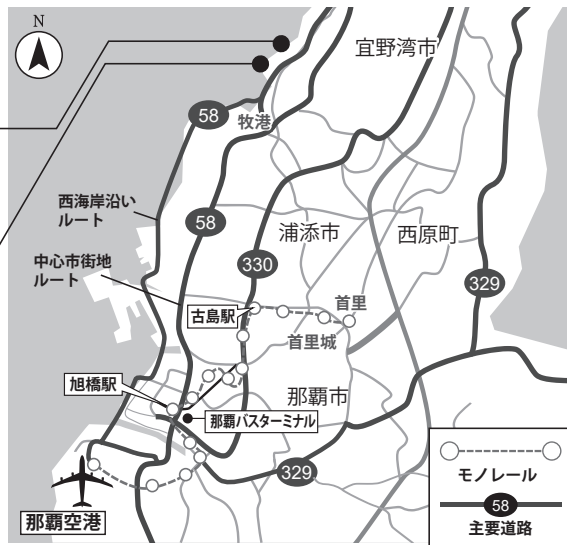 N
宜野湾市
58
牧港
西海岸沿い
ルート
58
浦添市
西原町
中心市街地
ルート
330
329
古島駅
首里
首里城
旭橋駅
那覇市
那覇バスターミナル
329
モノレール
58
主要道路
那覇空港